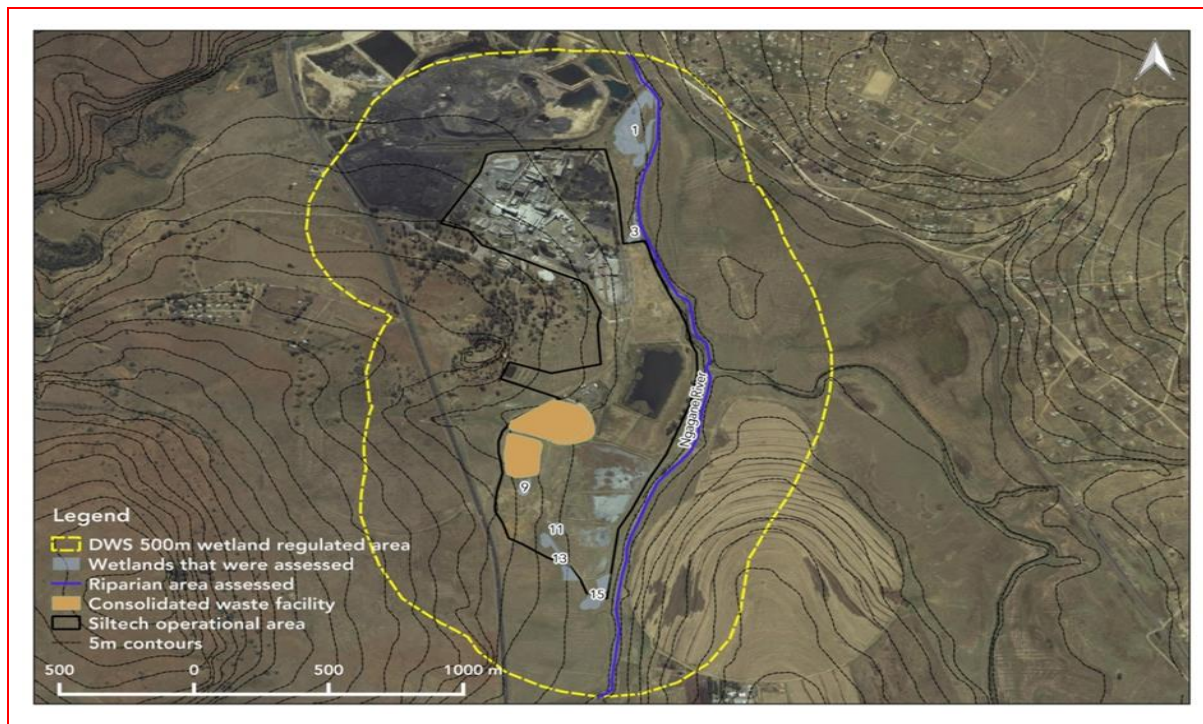 1
3
Ngagane River
9
11
13
15
Legend
DWS 500m wetland regulated area
Wetlands that were assessed
Riparian area assessed
Consolidated waste facility
Siltech operational area
5m contours
500 0 500 1000 m